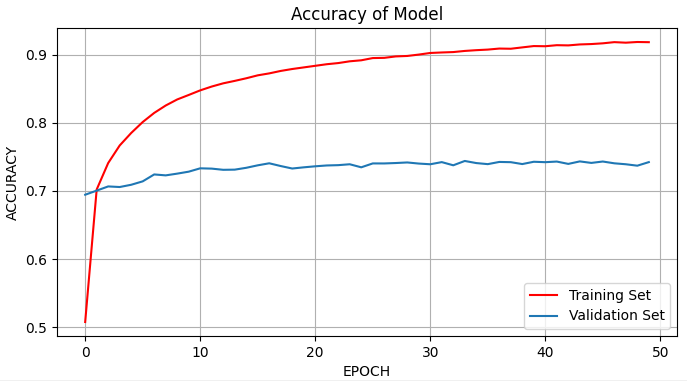 Accuracy of Model
ACCURACY
0.9
0.8
0.7
0.6
0.5
Training Set
Validation Set
0 10 20 30 40 50
EPOCH